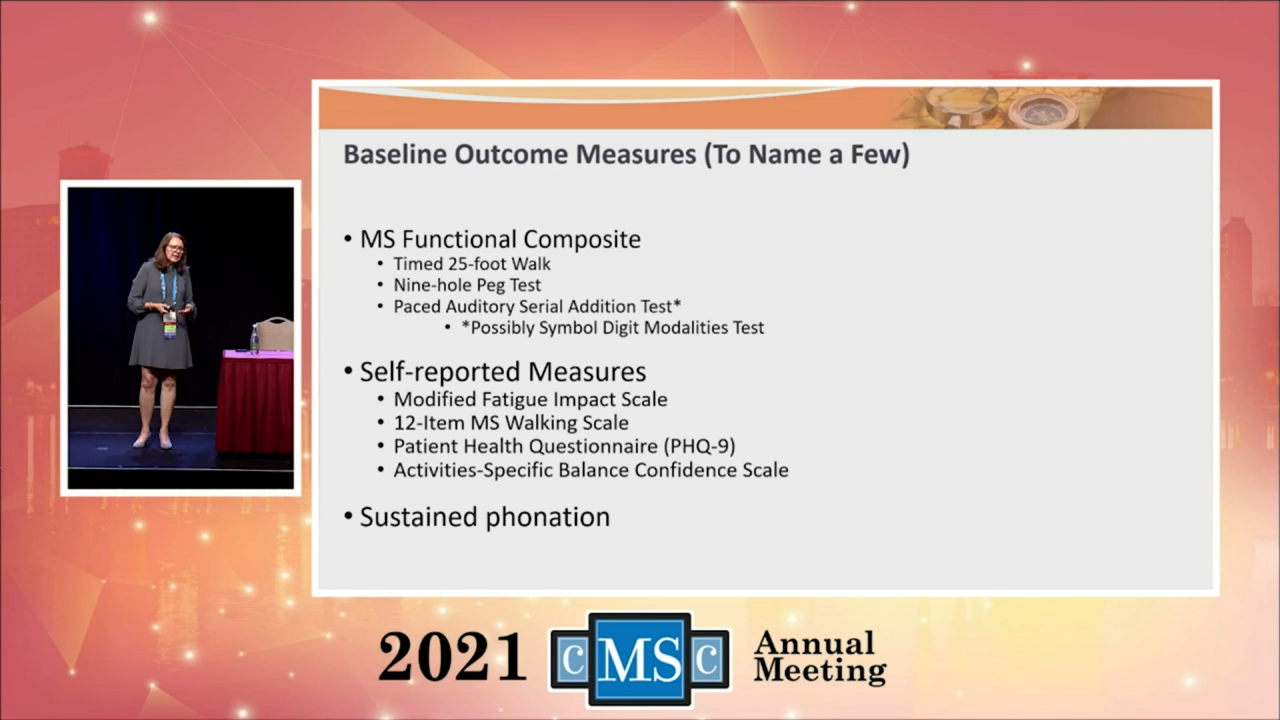 Baseline Outcome Measures (To Name a Few)
• MS Functional Composite
• Timed 25-foot Walk
• Nine-hole Peg Test
• Paced Auditory Serial Addition Test*
• *Possibly Symbol Digit Modalities Test
• Self-reported Measures
• Modified Fatigue Impact Scale
• 12-Item MS Walking Scale
• Patient Health Questionnaire (PHQ-9)
• Activities-Specific Balance Confidence Scale
• Sustained phonation
2021 CMSC Annual
Meeting